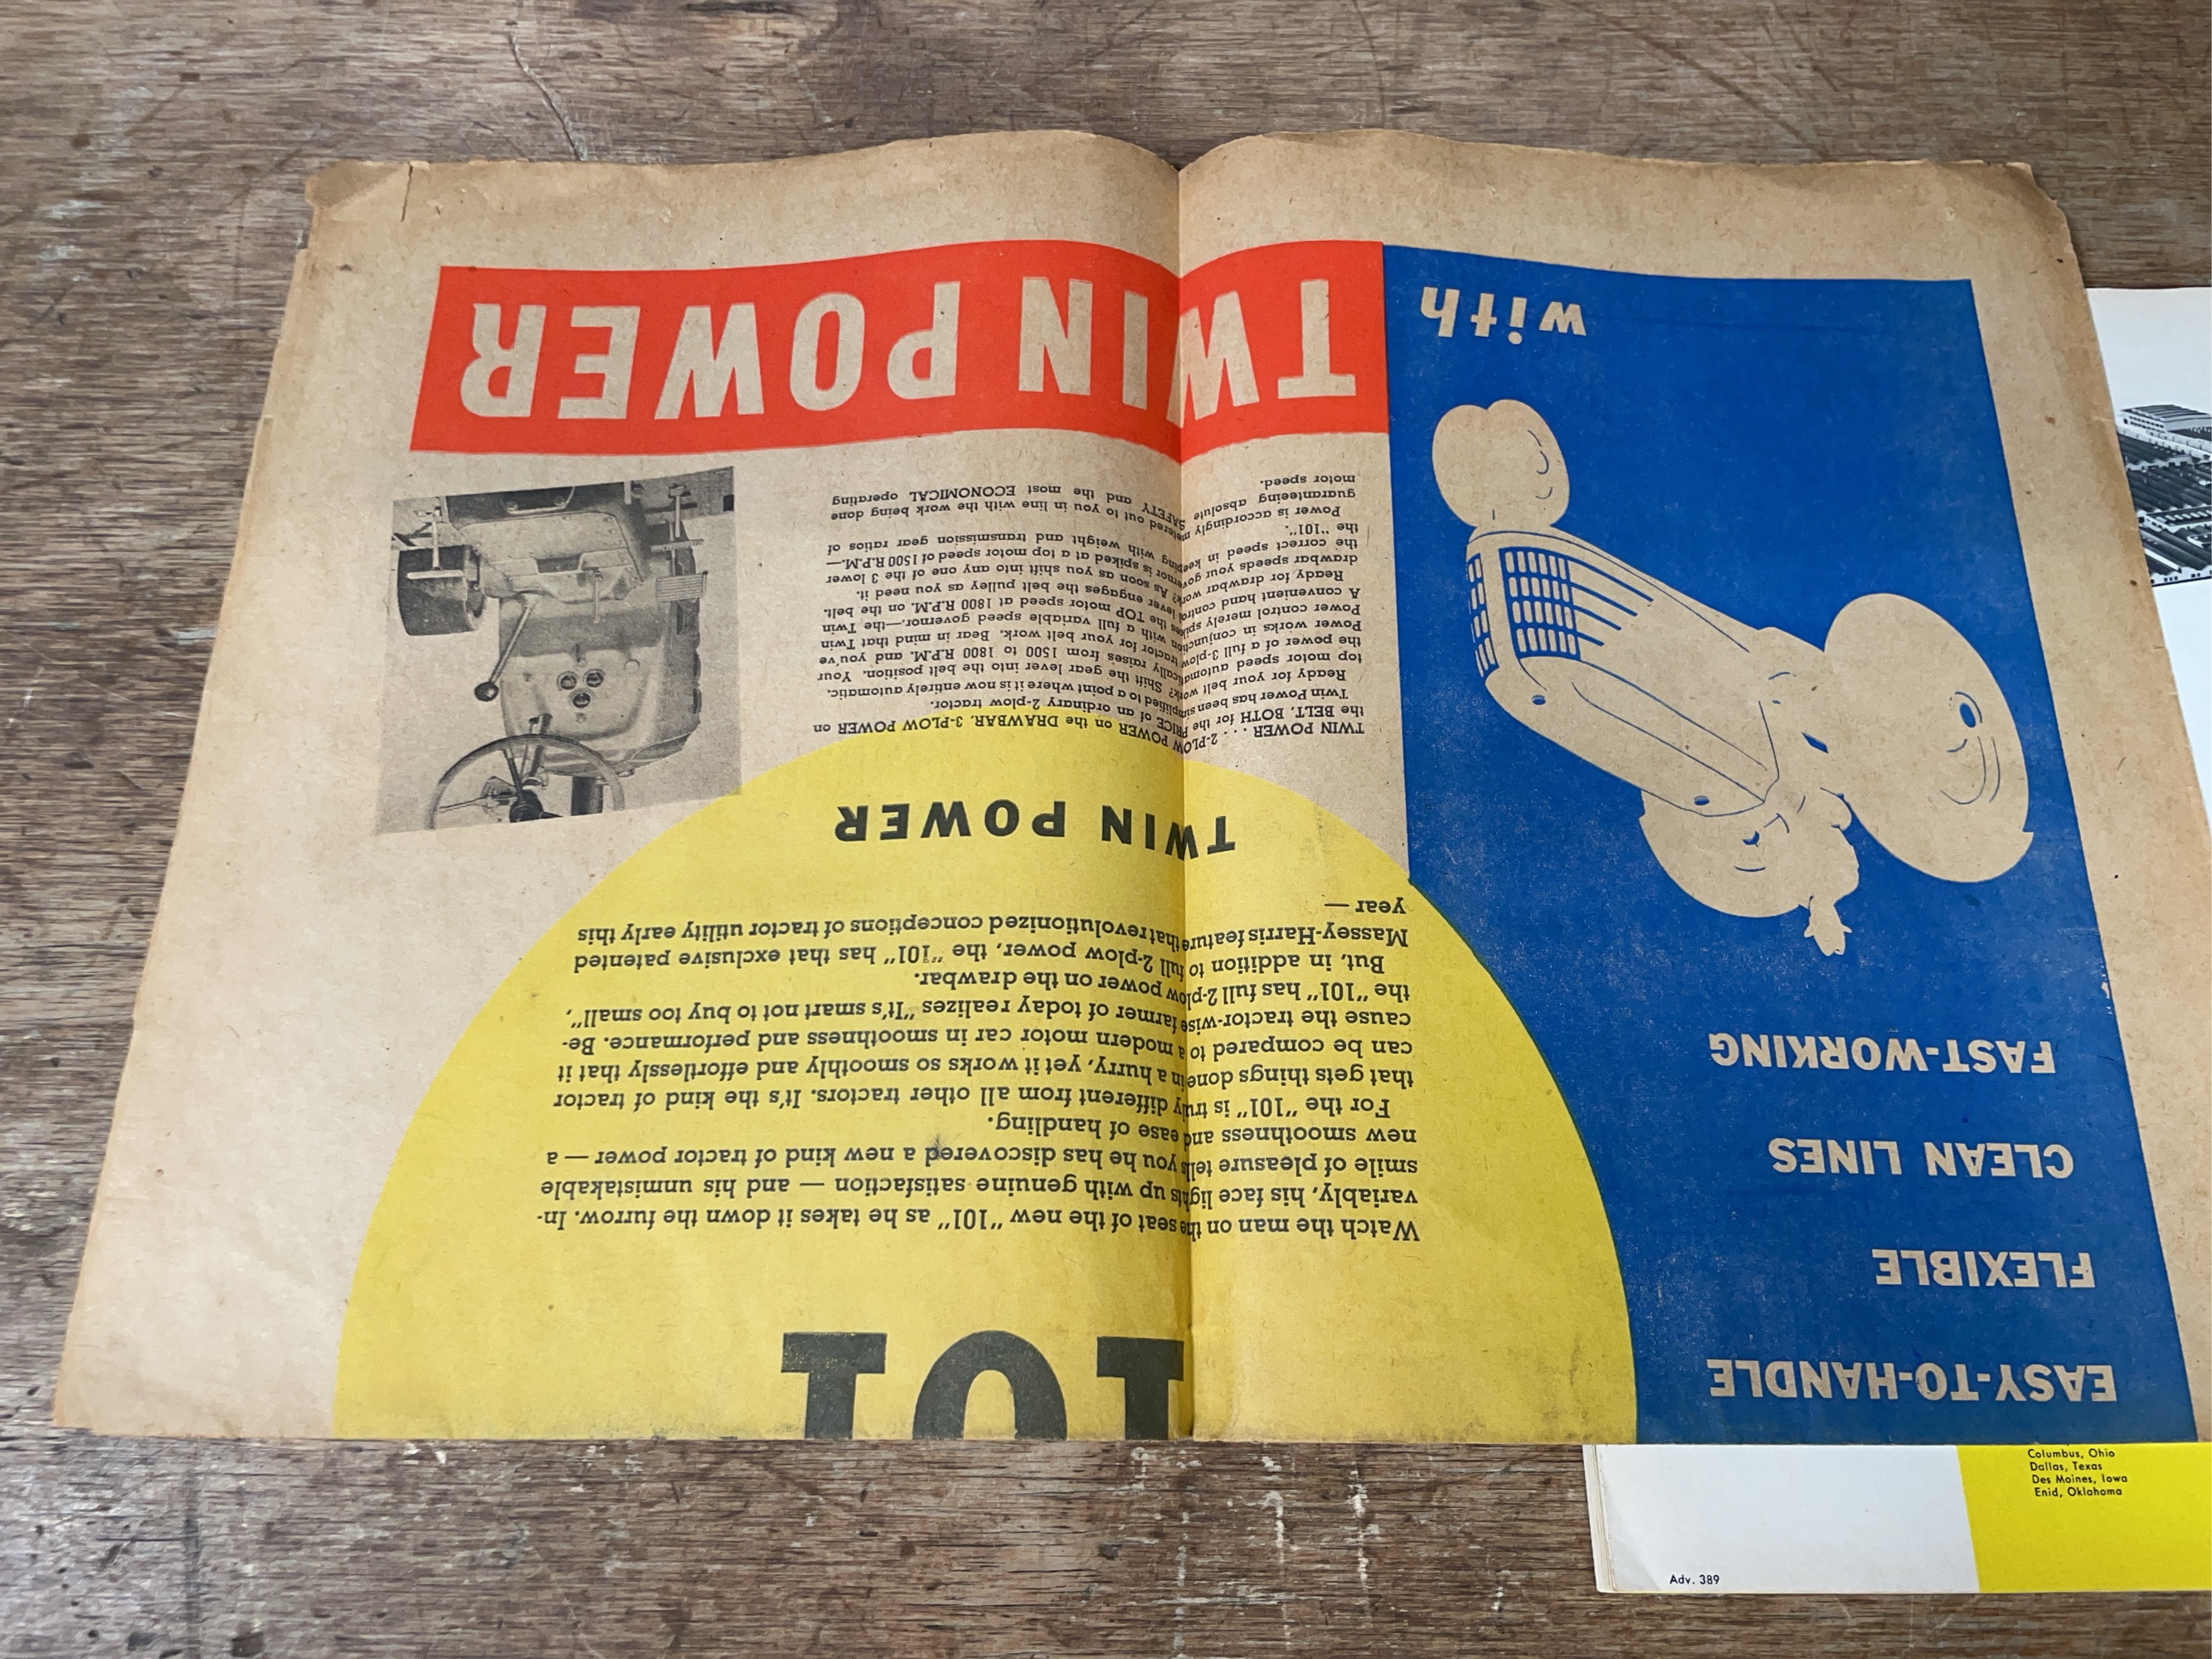 101
EASY-TO-HANDLE
FLEXIBLE
CLEAN LINES
FAST-WORKING
Watch the man on the seat of the new "101" as he takes it down the furrow. In-
variably, his face lights up with genuine satisfaction — and his unmistakable
smile of pleasure tells you he has discovered a new kind of tractor power — a
new smoothness and ease of handling.
For the "101" is truly different from all other tractors. It's the kind of tractor
that gets things done in a hurry, yet it works so smoothly and effortlessly that it
can be compared to a modern motor car in smoothness and performance. Be-
cause the tractor-wise farmer of today realizes "It's smart not to buy too small",
the "101" has full 2-plow power on the drawbar.
But, in addition to full 2-plow power, the "101" has that exclusive patented
Massey-Harris feature that revolutionized conceptions of tractor utility early this
year —
TWIN POWER
TWIN POWER . . . 2-PLOW POWER on the DRAWBAR, 3-PLOW POWER on
the BELT, BOTH for the PRICE of an ordinary 2-plow tractor.
Twin Power has been simplified to a point where it is now entirely automatic.
Ready for your belt work? Shift the gear lever into the belt position. Your
top motor speed automatically raises from 1500 to 1800 R.P.M. and you've
the power of a full 3-plow tractor for your belt work. Bear in mind that Twin
Power works in conjunction with a full variable speed governor.—the Twin
Power control merely spikes the TOP motor speed at 1800 R.P.M. on the belt.
A convenient hand control lever engages the belt pulley as you need it.
Ready for drawbar work? As soon as you shift into any one of the 3 lower
drawbar speeds your governor is spiked at a top motor speed of 1500 R.P.M.—
the correct speed in keeping with weight and transmission gear ratios of
the "101".
Power is accordingly metered out to you in line with the work being done
guaranteeing absolute SAFETY and the most ECONOMICAL operating
motor speed.
with
TWIN POWER
Columbus, Ohio
Dallas, Texas
Des Moines, Iowa
Enid, Oklahoma
Adv. 389